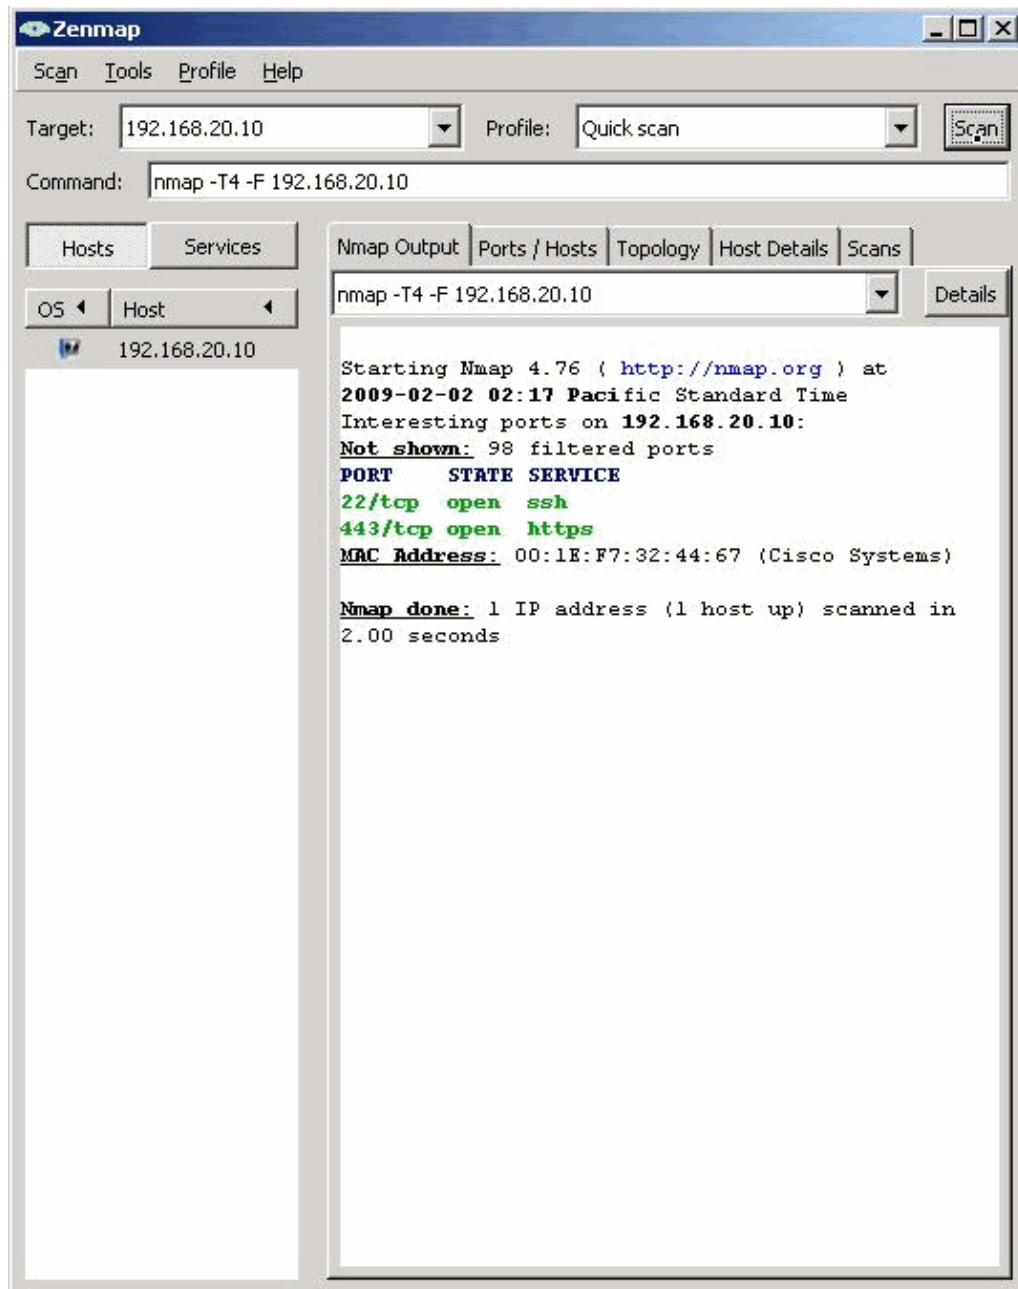 Zenmap
Scan Tools Profile Help
Target: 192.168.20.10 Profile: Quick scan Scan
Command: nmap -T4 -F 192.168.20.10
Hosts Services
OS Host
192.168.20.10
Nmap Output Ports / Hosts Topology Host Details Scans
nmap -T4 -F 192.168.20.10 Details
Starting Nmap 4.76 ( http://nmap.org ) at
2009-02-02 02:17 Pacific Standard Time
Interesting ports on 192.168.20.10:
Not shown: 98 filtered ports
PORT STATE SERVICE
22/tcp open ssh
443/tcp open https
MAC Address: 00:1E:F7:32:44:67 (Cisco Systems)
Nmap done: 1 IP address (1 host up) scanned in
2.00 seconds